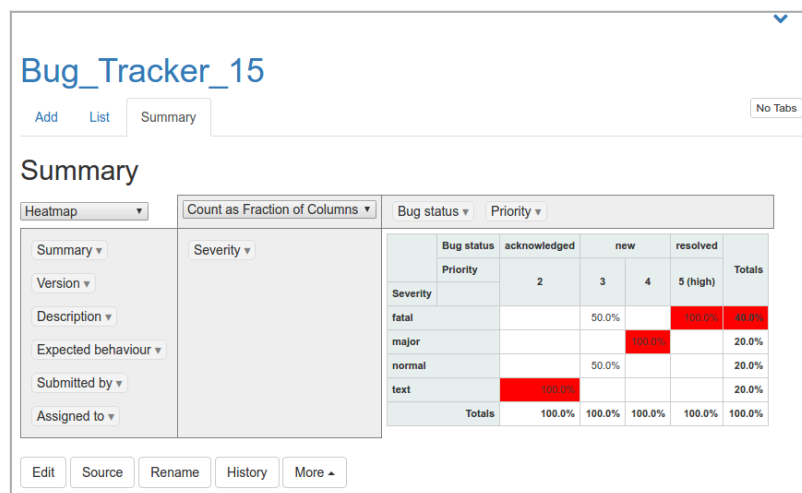 Bug_Tracker_15
Add List Summary
No Tabs
Summary
Heatmap
Count as Fraction of Columns
Bug status Priority
Summary
Version
Description
Expected behaviour
Submitted by
Assigned to
Severity
Bug status acknowledged new resolved Totals
Priority 2 3 4 5 (high)
Severity
fatal 50.0% 100.0% 40.0%
major 100.0% 20.0%
normal 50.0% 20.0%
text 100.0% 20.0%
Totals 100.0% 100.0% 100.0% 100.0% 100.0%
Edit Source Rename History More